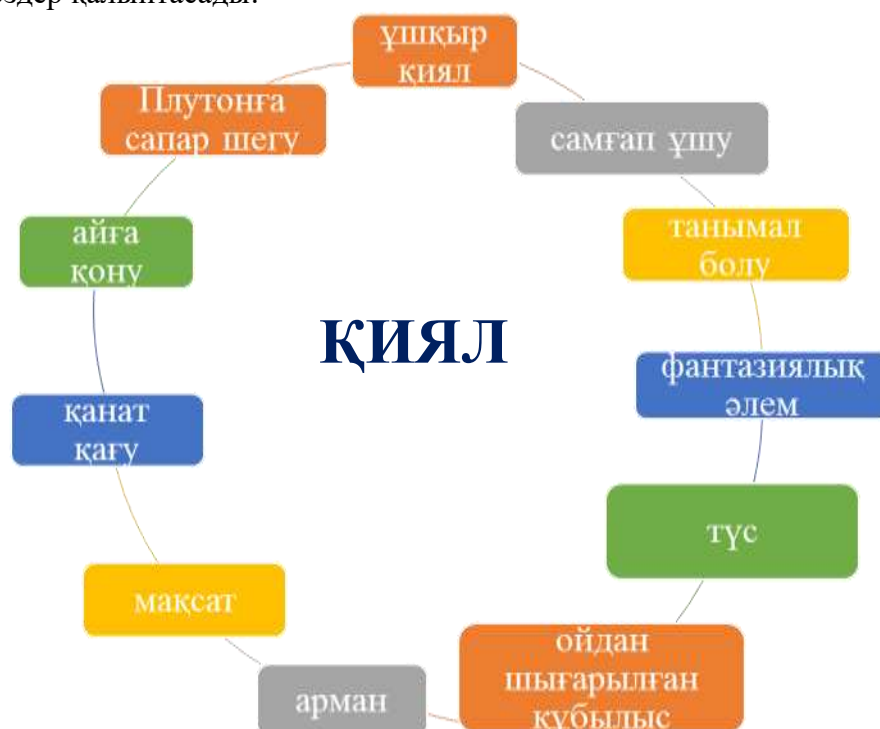 қалыптасады.
ұшқыр
қиял
Плутонға
сапар шегу
самғап ұшу
танымал
болу
айға
қону
ҚИЯЛ
фантазиялық
әлем
қанат
қағу
түс
мақсат
ойдан
шығарылған
құбылыс
арман